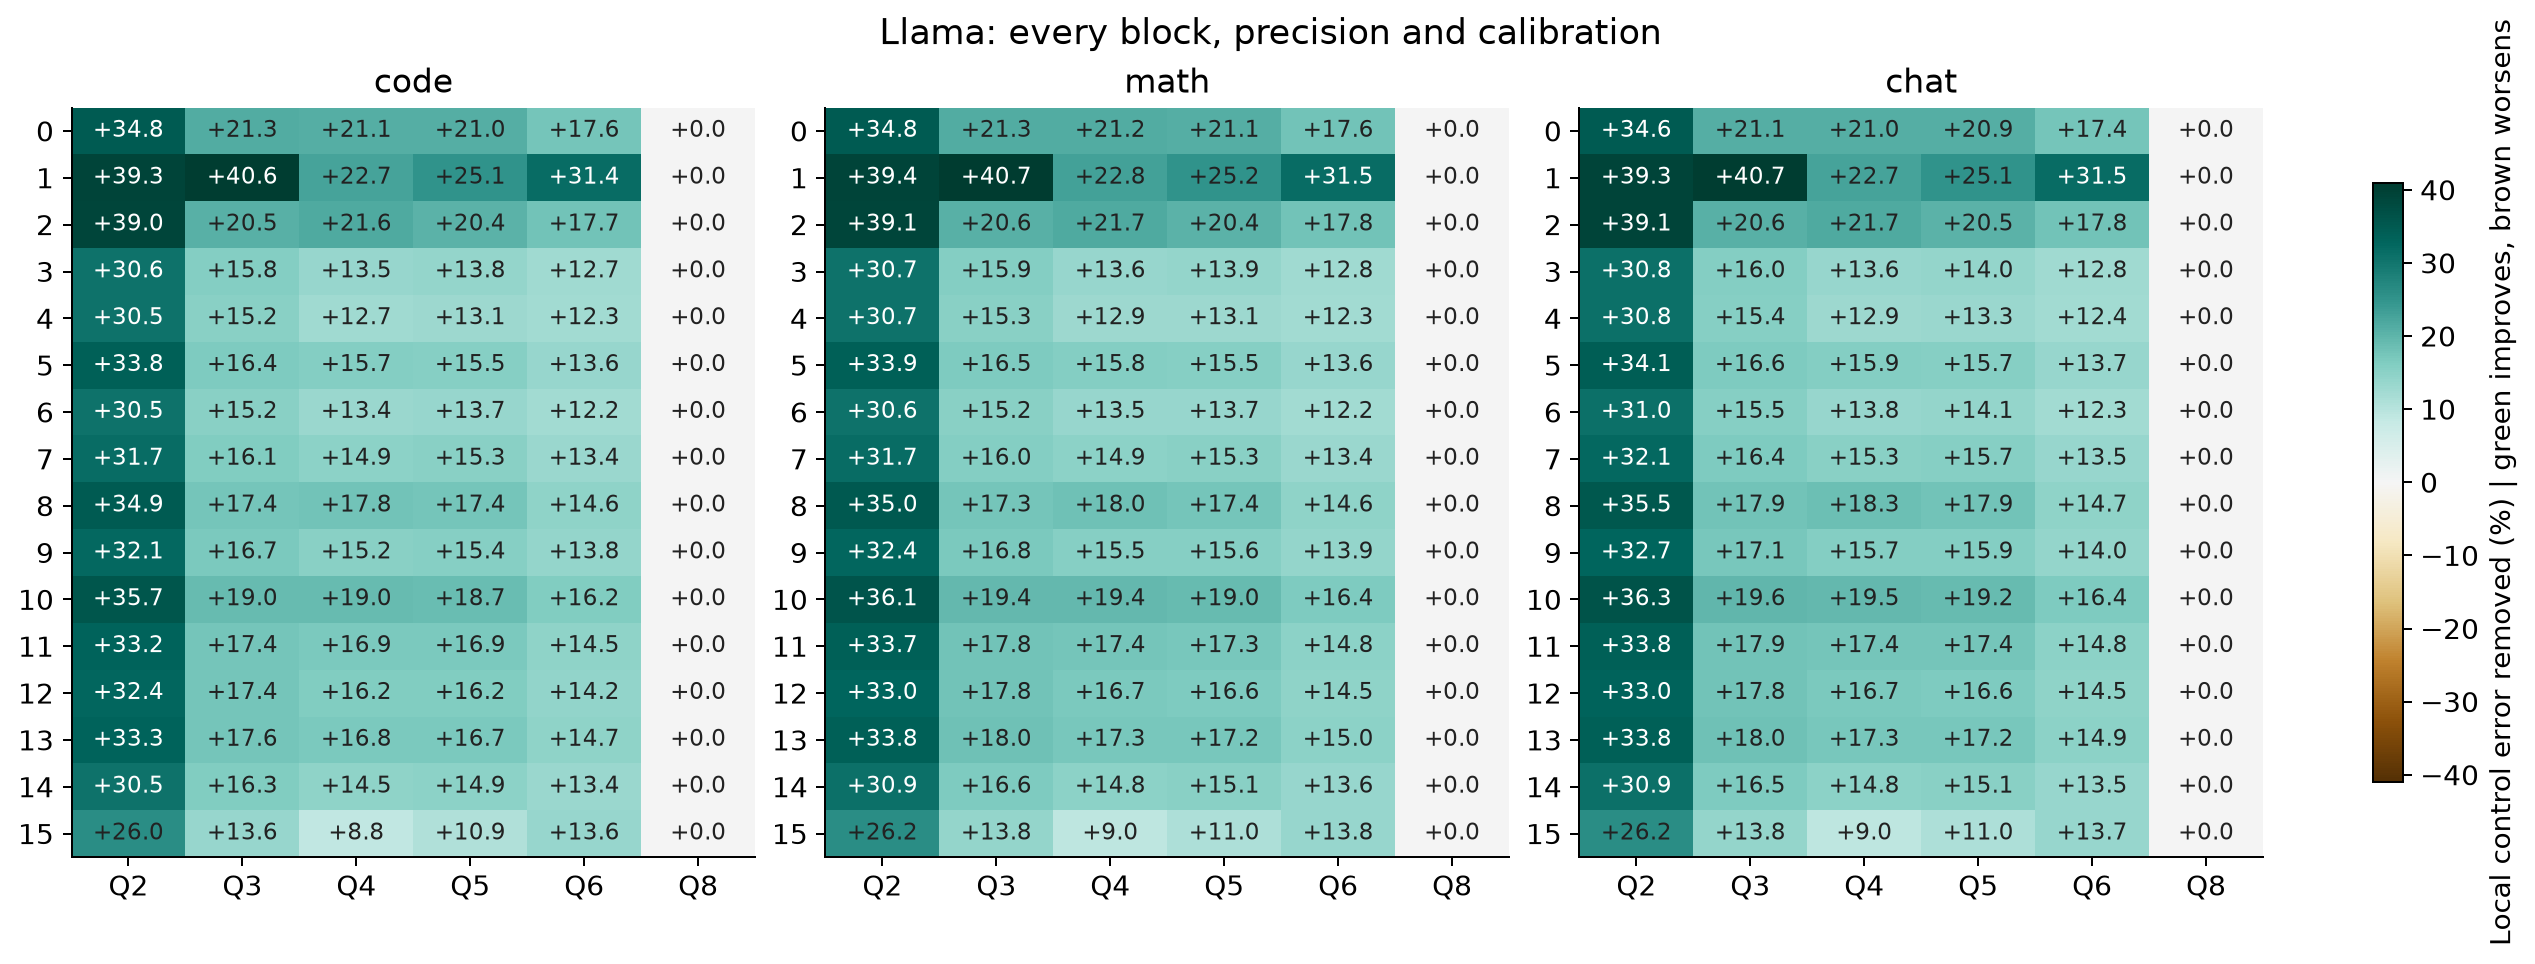 Llama: every block, precision and calibration
code math chat
0 +34.8 +21.3 +21.1 +21.0 +17.6 +0.0 0 +34.8 +21.3 +21.2 +21.1 +17.6 +0.0 0 +34.6 +21.1 +21.0 +20.9 +17.4 +0.0
1 +39.3 +40.6 +22.7 +25.1 +31.4 +0.0 1 +39.4 +40.7 +22.8 +25.2 +31.5 +0.0 1 +39.3 +40.7 +22.7 +25.1 +31.5 +0.0
2 +39.0 +20.5 +21.6 +20.4 +17.7 +0.0 2 +39.1 +20.6 +21.7 +20.4 +17.8 +0.0 2 +39.1 +20.6 +21.7 +20.5 +17.8 +0.0
3 +30.6 +15.8 +13.5 +13.8 +12.7 +0.0 3 +30.7 +15.9 +13.6 +13.9 +12.8 +0.0 3 +30.8 +16.0 +13.6 +14.0 +12.8 +0.0
4 +30.5 +15.2 +12.7 +13.1 +12.3 +0.0 4 +30.7 +15.3 +12.9 +13.1 +12.3 +0.0 4 +30.8 +15.4 +12.9 +13.3 +12.4 +0.0
5 +33.8 +16.4 +15.7 +15.5 +13.6 +0.0 5 +33.9 +16.5 +15.8 +15.5 +13.6 +0.0 5 +34.1 +16.6 +15.9 +15.7 +13.7 +0.0
6 +30.5 +15.2 +13.4 +13.7 +12.2 +0.0 6 +30.6 +15.2 +13.5 +13.7 +12.2 +0.0 6 +31.0 +15.5 +13.8 +14.1 +12.3 +0.0
7 +31.7 +16.1 +14.9 +15.3 +13.4 +0.0 7 +31.7 +16.0 +14.9 +15.3 +13.4 +0.0 7 +32.1 +16.4 +15.3 +15.7 +13.5 +0.0
8 +34.9 +17.4 +17.8 +17.4 +14.6 +0.0 8 +35.0 +17.3 +18.0 +17.4 +14.6 +0.0 8 +35.5 +17.9 +18.3 +17.9 +14.7 +0.0
9 +32.1 +16.7 +15.2 +15.4 +13.8 +0.0 9 +32.4 +16.8 +15.5 +15.6 +13.9 +0.0 9 +32.7 +17.1 +15.7 +15.9 +14.0 +0.0
10 +35.7 +19.0 +19.0 +18.7 +16.2 +0.0 10 +36.1 +19.4 +19.4 +19.0 +16.4 +0.0 10 +36.3 +19.6 +19.5 +19.2 +16.4 +0.0
11 +33.2 +17.4 +16.9 +16.9 +14.5 +0.0 11 +33.7 +17.8 +17.4 +17.3 +14.8 +0.0 11 +33.8 +17.9 +17.4 +17.4 +14.8 +0.0
12 +32.4 +17.4 +16.2 +16.2 +14.2 +0.0 12 +33.0 +17.8 +16.7 +16.6 +14.5 +0.0 12 +33.0 +17.8 +16.7 +16.6 +14.5 +0.0
13 +33.3 +17.6 +16.8 +16.7 +14.7 +0.0 13 +33.8 +18.0 +17.3 +17.2 +15.0 +0.0 13 +33.8 +18.0 +17.3 +17.2 +14.9 +0.0
14 +30.5 +16.3 +14.5 +14.9 +13.4 +0.0 14 +30.9 +16.6 +14.8 +15.1 +13.6 +0.0 14 +30.9 +16.5 +14.8 +15.1 +13.5 +0.0
15 +26.0 +13.6 +8.8 +10.9 +13.6 +0.0 15 +26.2 +13.8 +9.0 +11.0 +13.8 +0.0 15 +26.2 +13.8 +9.0 +11.0 +13.7 +0.0
Q2 Q3 Q4 Q5 Q6 Q8 Q2 Q3 Q4 Q5 Q6 Q8 Q2 Q3 Q4 Q5 Q6 Q8
40
30
20
10
0
−10
−20
−30
−40
Local control error removed (%) | green improves, brown worsens